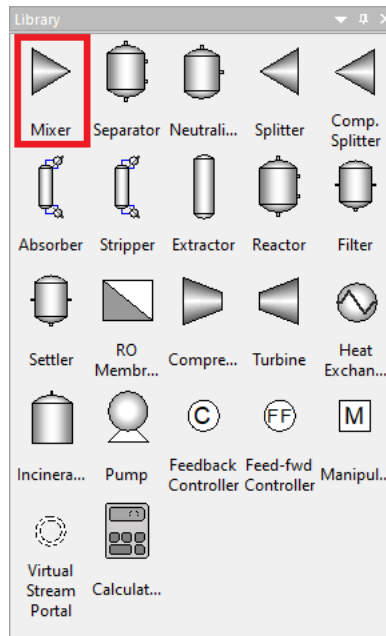 Library
Mixer
Separator
Neutrali...
Splitter
Comp.
Splitter
Absorber
Stripper
Extractor
Reactor
Filter
Settler
RO
Membr...
Compre...
Turbine
Heat
Exchan...
Incinera...
Pump
C
Feedback
Controller
FF
Feed-fwd
Controller
M
Manipul...
Virtual
Stream
Portal
Calculat...